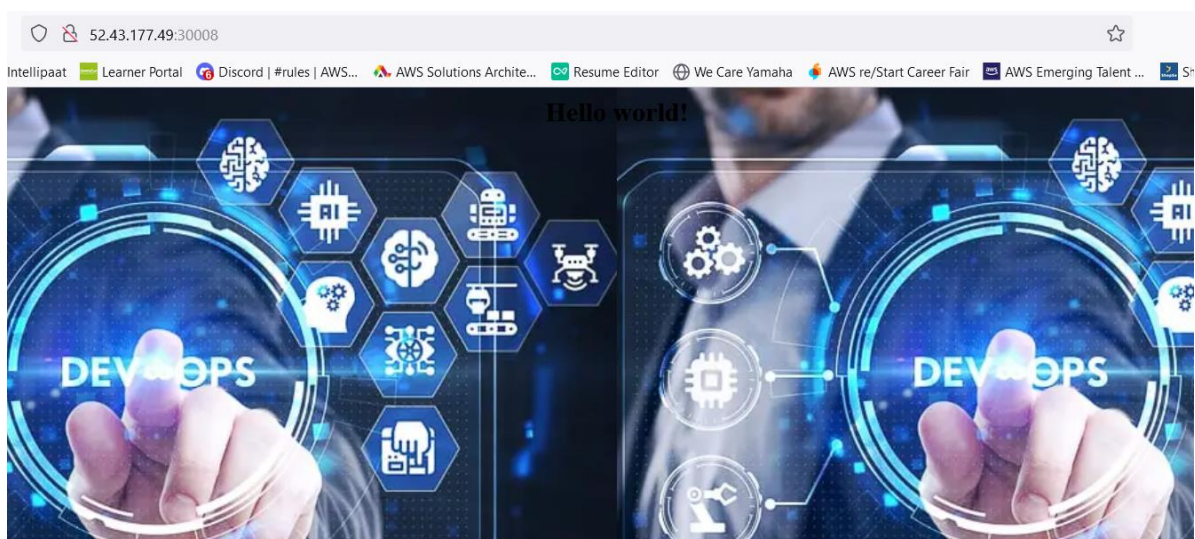 52.43.177.49:30008
Intellipaat Learner Portal Discord | #rules | AWS... AWS Solutions Archite... Resume Editor We Care Yamaha AWS re/Start Career Fair AWS Emerging Talent ... Sh
Hello world!
AI
DEVOPS
DEVOPS